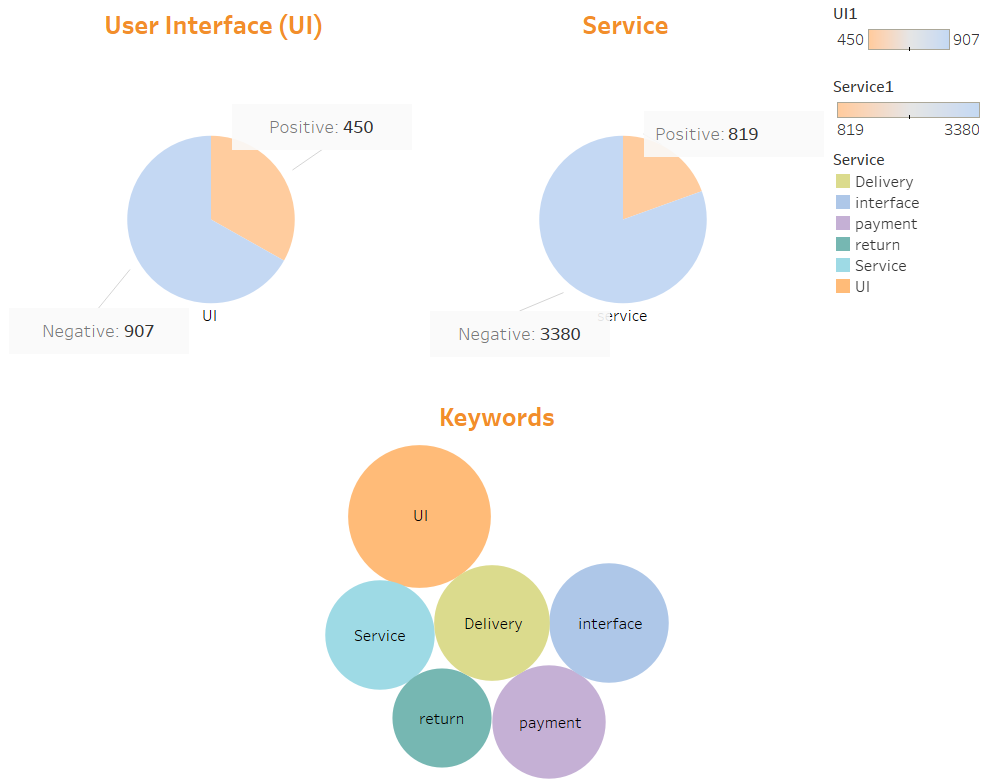 User Interface (UI)
Positive: 450
Negative: 907
UI
Service
Positive: 819
Negative: 3380
service
UI1
450 907
Service1
819 3380
Service
Delivery
interface
payment
return
Service
UI
Keywords
UI
Service
Delivery
interface
return
payment